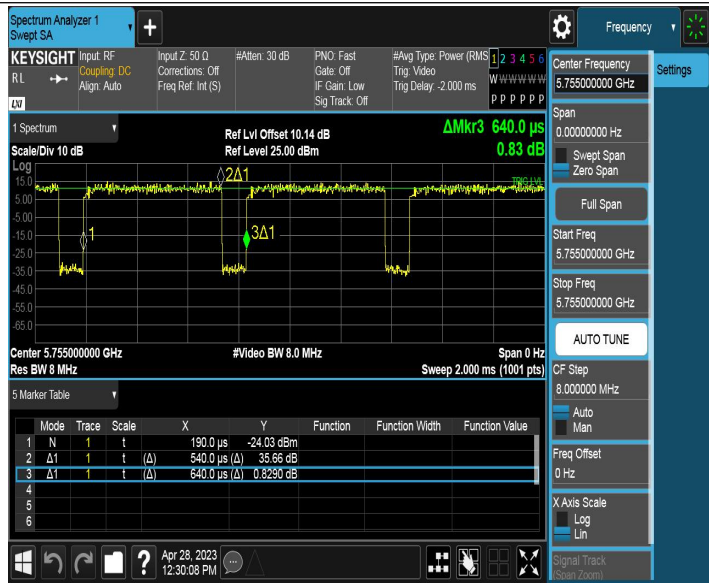 Spectrum Analyzer 1
Swept SA
▼
+
Frequency ▼
KEYSIGHT
RL
LXI
Input: RF
Coupling: DC
Align: Auto
Input Z: 50 Ω
Corrections: Off
Freq Ref: Int (S)
#Atten: 30 dB
PNO: Fast
Gate: Off
IF Gain: Low
Sig Track: Off
#Avg Type: Power (RMS
Trig: Video
Trig Delay: -2.000 ms
1 2 3 4 5 6
W W W W W W
P P P P P P
1 Spectrum ▼
Scale/Div 10 dB
Ref Lvl Offset 10.14 dB
Ref Level 25.00 dBm
ΔMkr3 640.0 µs
0.83 dB
Log
15.0
5.00
-5.00
-15.0
-25.0
-35.0
-45.0
-55.0
-65.0
2Δ1
TRIG LVL
1
3Δ1
Center 5.755000000 GHz
#Video BW 8.0 MHz
Span 0 Hz
Res BW 8 MHz
Sweep 2.000 ms (1001 pts)
5 Marker Table ▼
Mode Trace Scale X Y Function Function Width Function Value
1 N 1 t 190.0 µs -24.03 dBm
2 Δ1 1 t (Δ) 540.0 µs (Δ) 35.66 dB
3 Δ1 1 t (Δ) 640.0 µs (Δ) 0.8290 dB
4
5
6
?
Apr 28, 2023
12:30:08 PM
Center Frequency
5.755000000 GHz
Settings
Span
0.00000000 Hz
Swept Span
Zero Span
Full Span
Start Freq
5.755000000 GHz
Stop Freq
5.755000000 GHz
AUTO TUNE
CF Step
8.000000 MHz
Auto
Man
Freq Offset
0 Hz
X Axis Scale
Log
Lin
Signal Track
(Span Zoom)